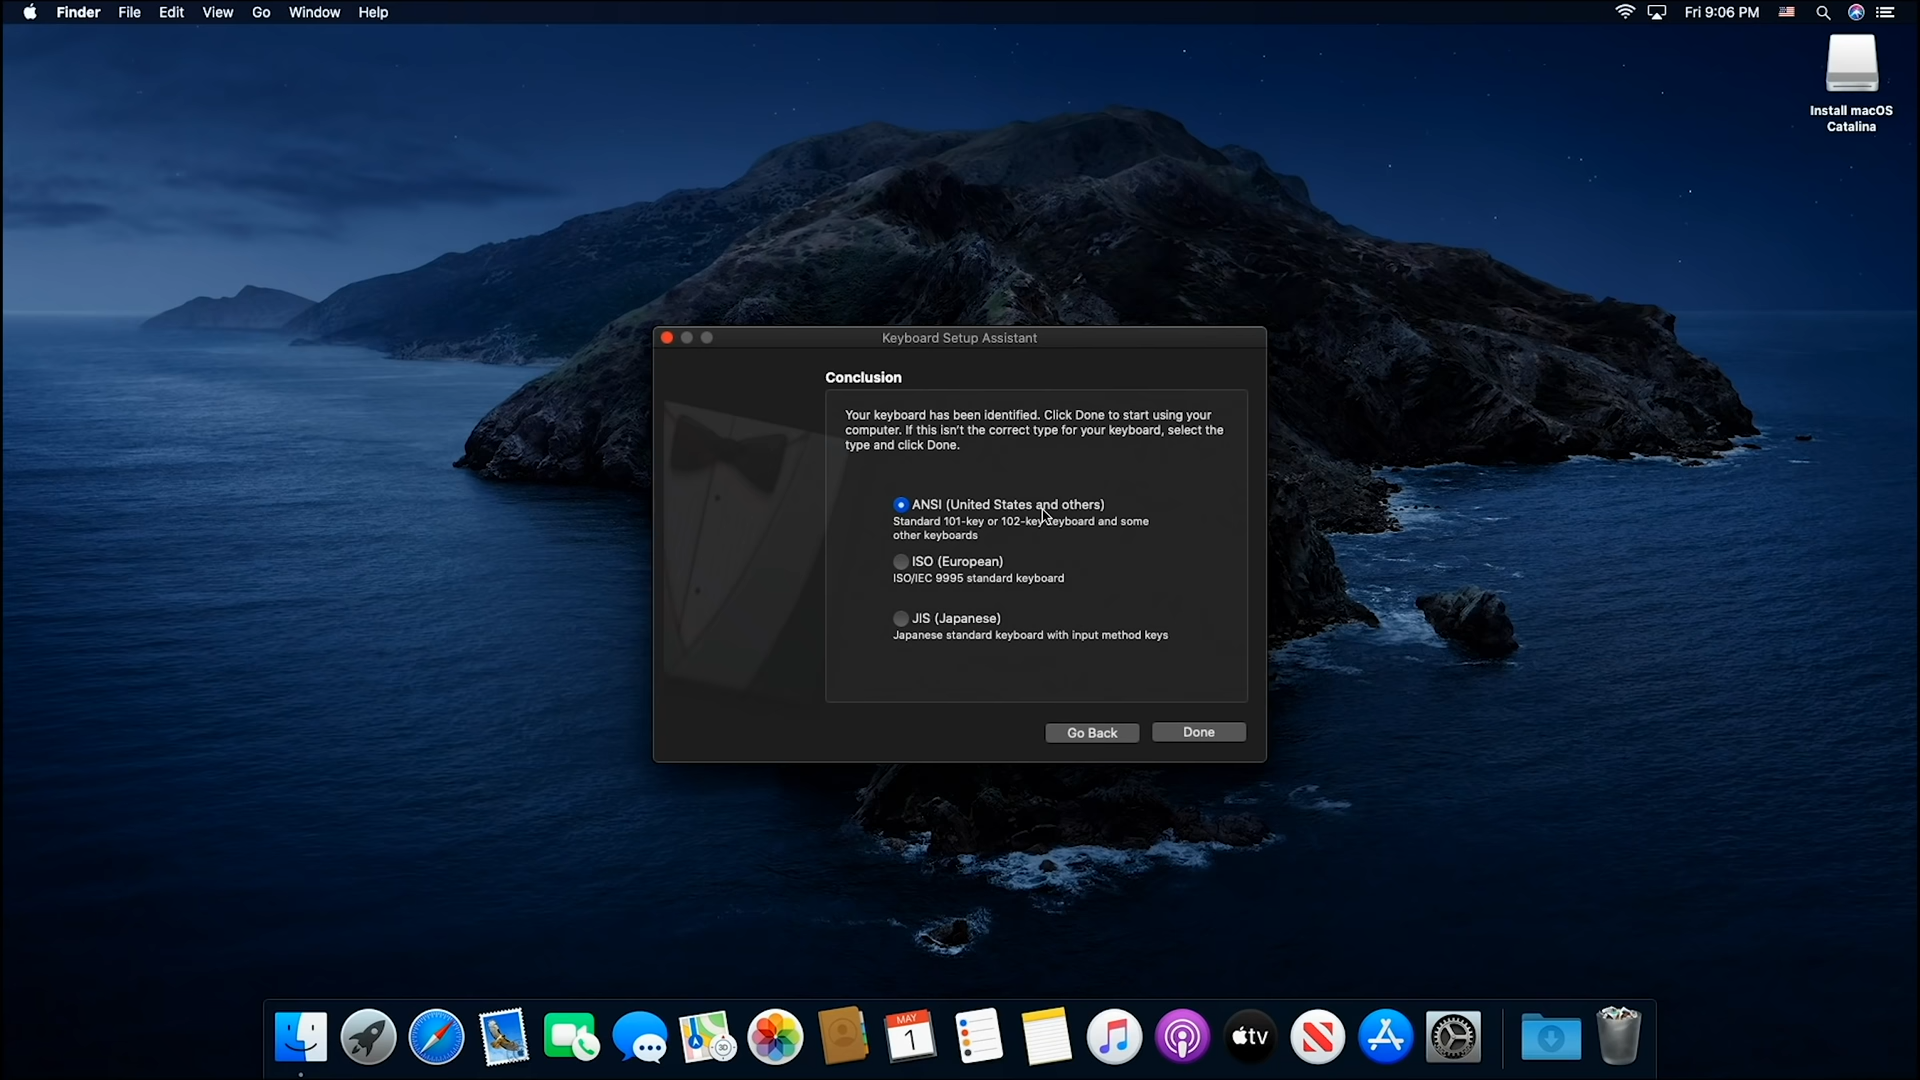 Finder File Edit View Go Window Help
Fri 9:06 PM
Install macOS
Catalina
Keyboard Setup Assistant
Conclusion
Your keyboard has been identified. Click Done to start using your
computer. If this isn't the correct type for your keyboard, select the
type and click Done.
ANSI (United States and others)
Standard 101-key or 102-key keyboard and some
other keyboards
ISO (European)
ISO/IEC 9995 standard keyboard
JIS (Japanese)
Japanese standard keyboard with input method keys
Go Back
Done
3D
MAY
1
tv